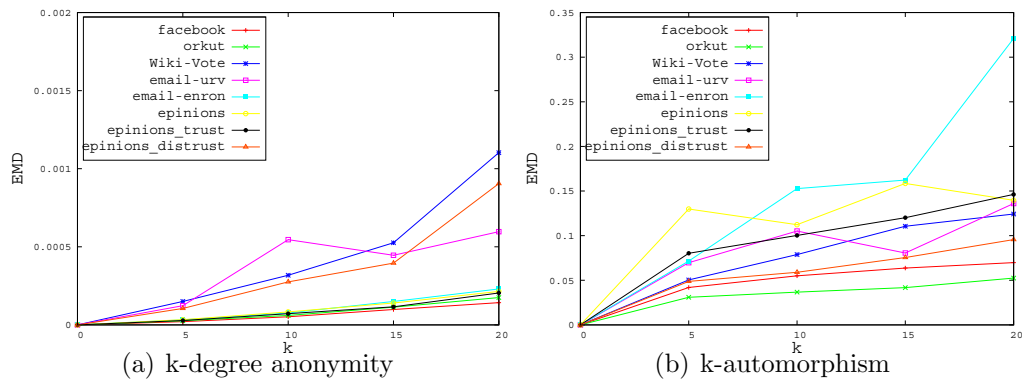 0.002
0.0015
0.001
0.0005
0
EMD
facebook
orkut
Wiki-Vote
email-urv
email-enron
epinions
epinions_trust
epinions_distrust
0 5 10 15 20
k
(a) k-degree anonymity
0.35
0.3
0.25
0.2
0.15
0.1
0.05
0
EMD
facebook
orkut
Wiki-Vote
email-urv
email-enron
epinions
epinions_trust
epinions_distrust
0 5 10 15 20
k
(b) k-automorphism